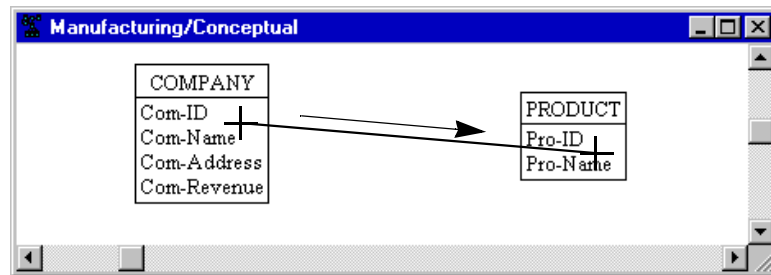 Manufacturing/Conceptual
COMPANY
Com-ID
Com-Name
Com-Address
Com-Revenue
PRODUCT
Pro-ID
Pro-Name